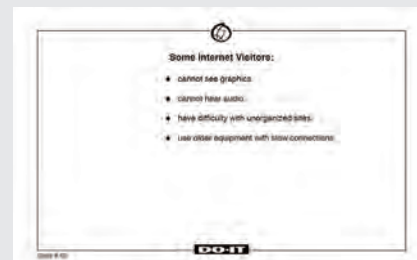 Some Internet Visitors:
cannot see graphics.
cannot hear audio.
have difficulty with unorganized sites.
use older equipment with slow connections.
DO-IT